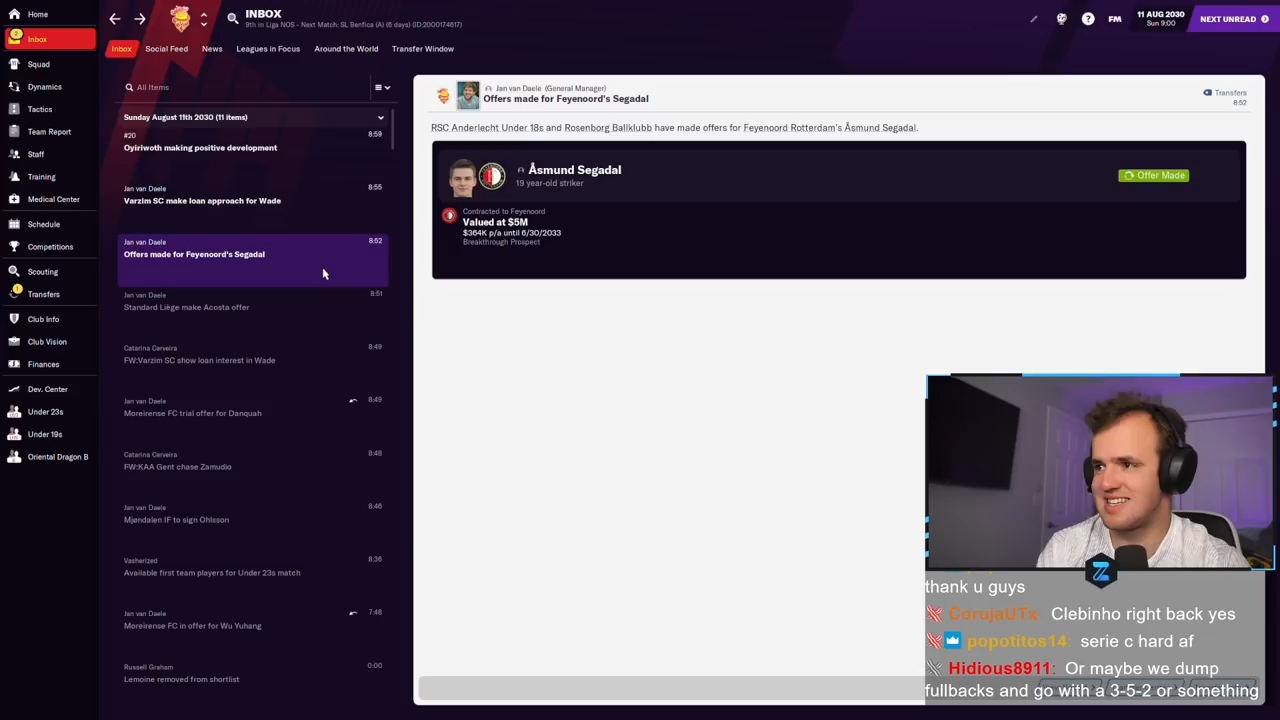 Home
INBOX
9th in Liga NOS - Next Match: SL Benfica (A) (6 days) (ID:2000174617)
FM
11 AUG 2030
SUN 9:00
NEXT UNREAD
2
Inbox
Squad
Dynamics
Tactics
Team Report
Staff
Training
Medical Center
Schedule
Competitions
Scouting
1
Transfers
Club Info
Club Vision
Finances
Dev. Center
Under 23s
Under 19s
Oriental Dragon B
Inbox
Social Feed
News
Leagues in Focus
Around the World
Transfer Window
All Items
Sunday August 11th 2030 (11 items)
#20
8:59
Oyiriwoth making positive development
Jan van Daele
8:55
Varzim SC make loan approach for Wade
Jan van Daele
8:52
Offers made for Feyenoord's Segadal
Jan van Daele
8:51
Standard Liège make Acosta offer
Catarina Cerveira
8:49
FW:Varzim SC show loan interest in Wade
Jan van Daele
8:49
Moreirense FC trial offer for Danquah
Catarina Cerveira
8:48
FW:KAA Gent chase Zamudio
Jan van Daele
8:46
Mjøndalen IF to sign Ohlsson
Vasherized
8:36
Available first team players for Under 23s match
Jan van Daele
7:48
Moreirense FC in offer for Wu Yuhang
Russell Graham
0:00
Lemoine removed from shortlist
Jan van Daele (General Manager)
Offers made for Feyenoord's Segadal
Transfers
8:52
RSC Anderlecht Under 18s and Rosenborg Ballklubb have made offers for Feyenoord Rotterdam's Åsmund Segadal.
Åsmund Segadal
19 year-old striker
Offer Made
Contracted to Feyenoord
Valued at $5M
$364K p/a until 6/30/2033
Breakthrough Prospect
thank u guys
CorujaUTx: Clebinho right back yes
popotitos14: serie c hard af
Hidious8911: Or maybe we dump
fullbacks and go with a 3-5-2 or something